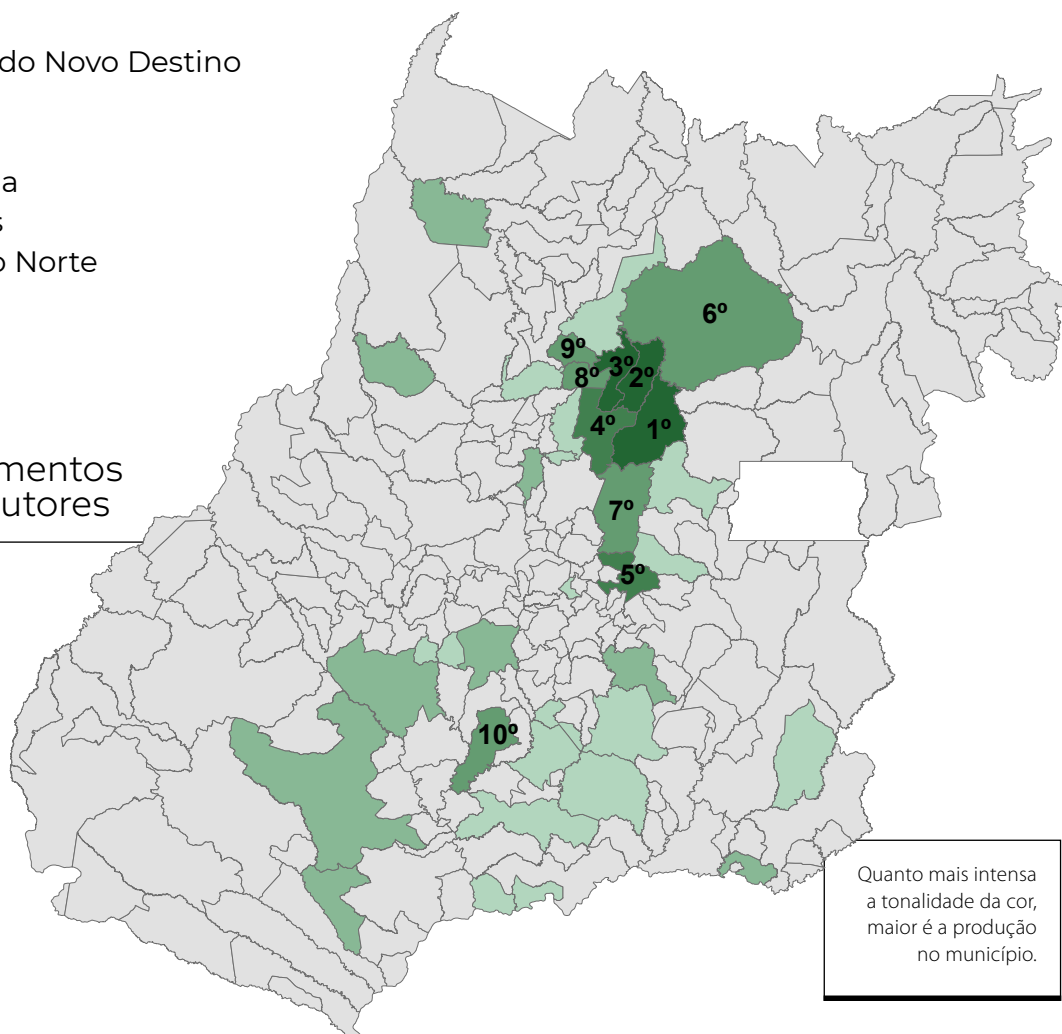 do Novo Destino
a
s
o Norte
mentos
utores
6º
9º
3º
8º
2º
4º
1º
7º
5º
10º
Quanto mais intensa
a tonalidade da cor,
maior é a produção
no município.